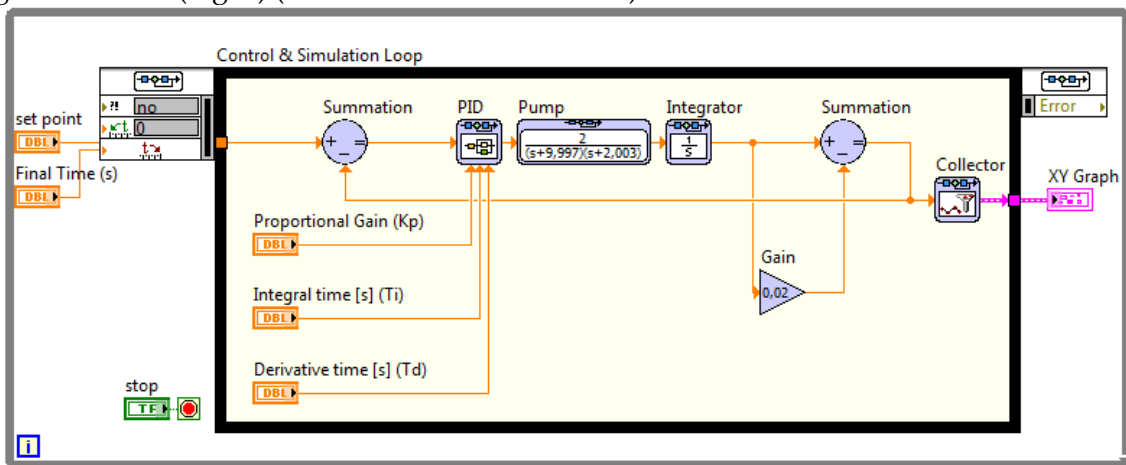 Control & Simulation Loop
set point
DBL
Final Time (s)
DBL
no
0
Error
Summation
PID
Pump
Integrator
Summation
2
(s+9,997)(s+2,003)
1
s
+
−
=
+
−
=
Collector
XY Graph
Proportional Gain (Kp)
DBL
Gain
0,02
Integral time [s] (Ti)
DBL
Derivative time [s] (Td)
DBL
stop
TF
i